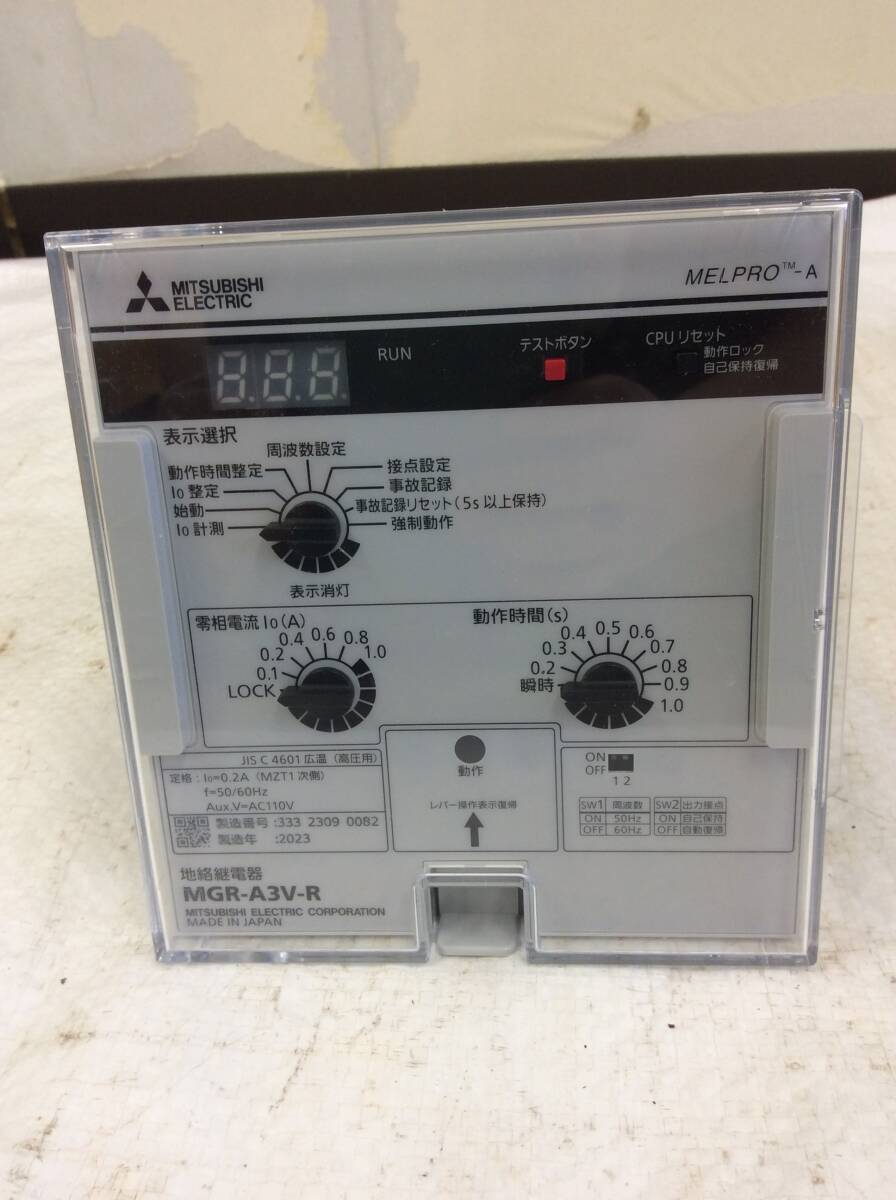 MITSUBISHI
ELECTRIC
MELPRO™-A
8.8.8
RUN
テストボタン
CPU リセット
動作ロック
自己保持復帰
表示選択
周波数設定
動作時間整定
接点設定
I₀ 整定
事故記録
始動
事故記録リセット(5s 以上保持)
I₀ 計測
強制動作
表示消灯
零相電流 I₀(A)
LOCK
0.1
0.2
0.4
0.6
0.8
1.0
動作時間(s)
瞬時
0.2
0.3
0.4
0.5
0.6
0.7
0.8
0.9
1.0
JIS C 4601 広温 (高圧用)
定格 : I₀=0.2A (MZT1 次側)
f=50/60Hz
Aux.V=AC110V
製造番号 :333 2309 0082
製造年 :2023
動作
レバー操作表示復帰
ON
OFF
1 2
SW1 周波数 SW2 出力接点
ON 50Hz ON 自己保持
OFF 60Hz OFF 自動復帰
地絡継電器
MGR-A3V-R
MITSUBISHI ELECTRIC CORPORATION
MADE IN JAPAN